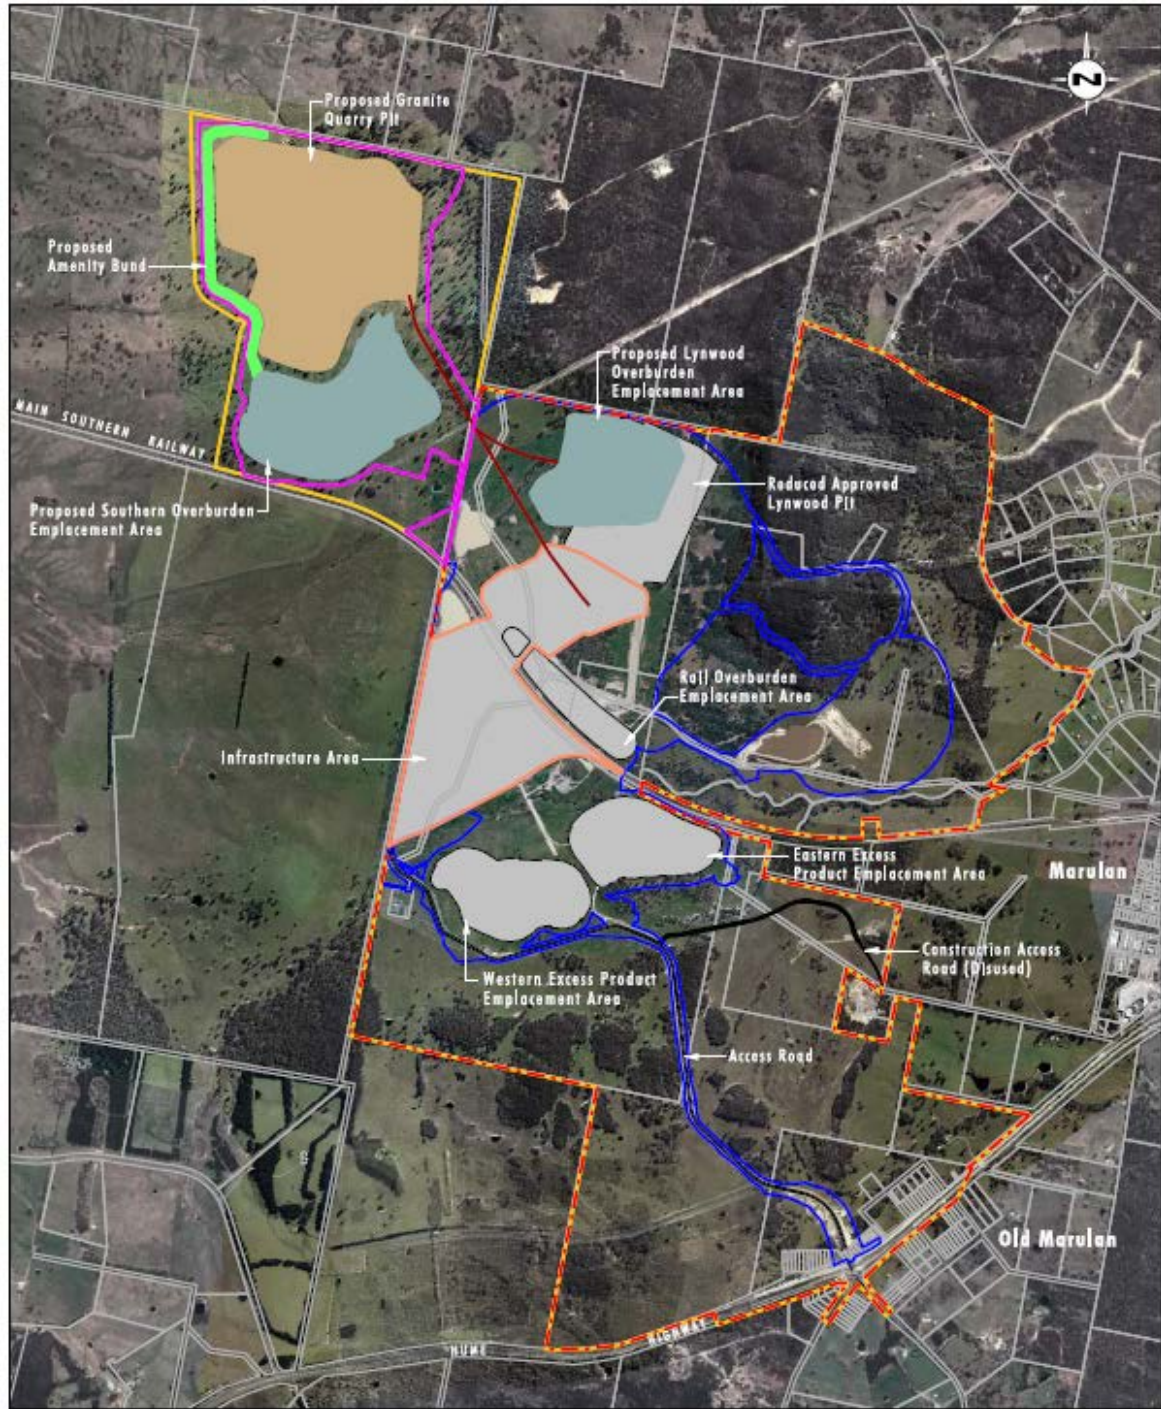 Z
Proposed Granite
Quarry Pit
Proposed
Amenity Bund
Proposed Lynwood
Overburden
Emplacement Area
MAIN SOUTHERN RAILWAY
Reduced Approved
Lynwood Pit
Proposed Southern Overburden
Emplacement Area
Rail Overburden
Emplacement Area
Infrastructure Area
Eastern Excess
Product Emplacement Area
Marulan
Construction Access
Road (Disused)
Western Excess Product
Emplacement Area
Access Road
Old Marulan
HUME HIGHWAY